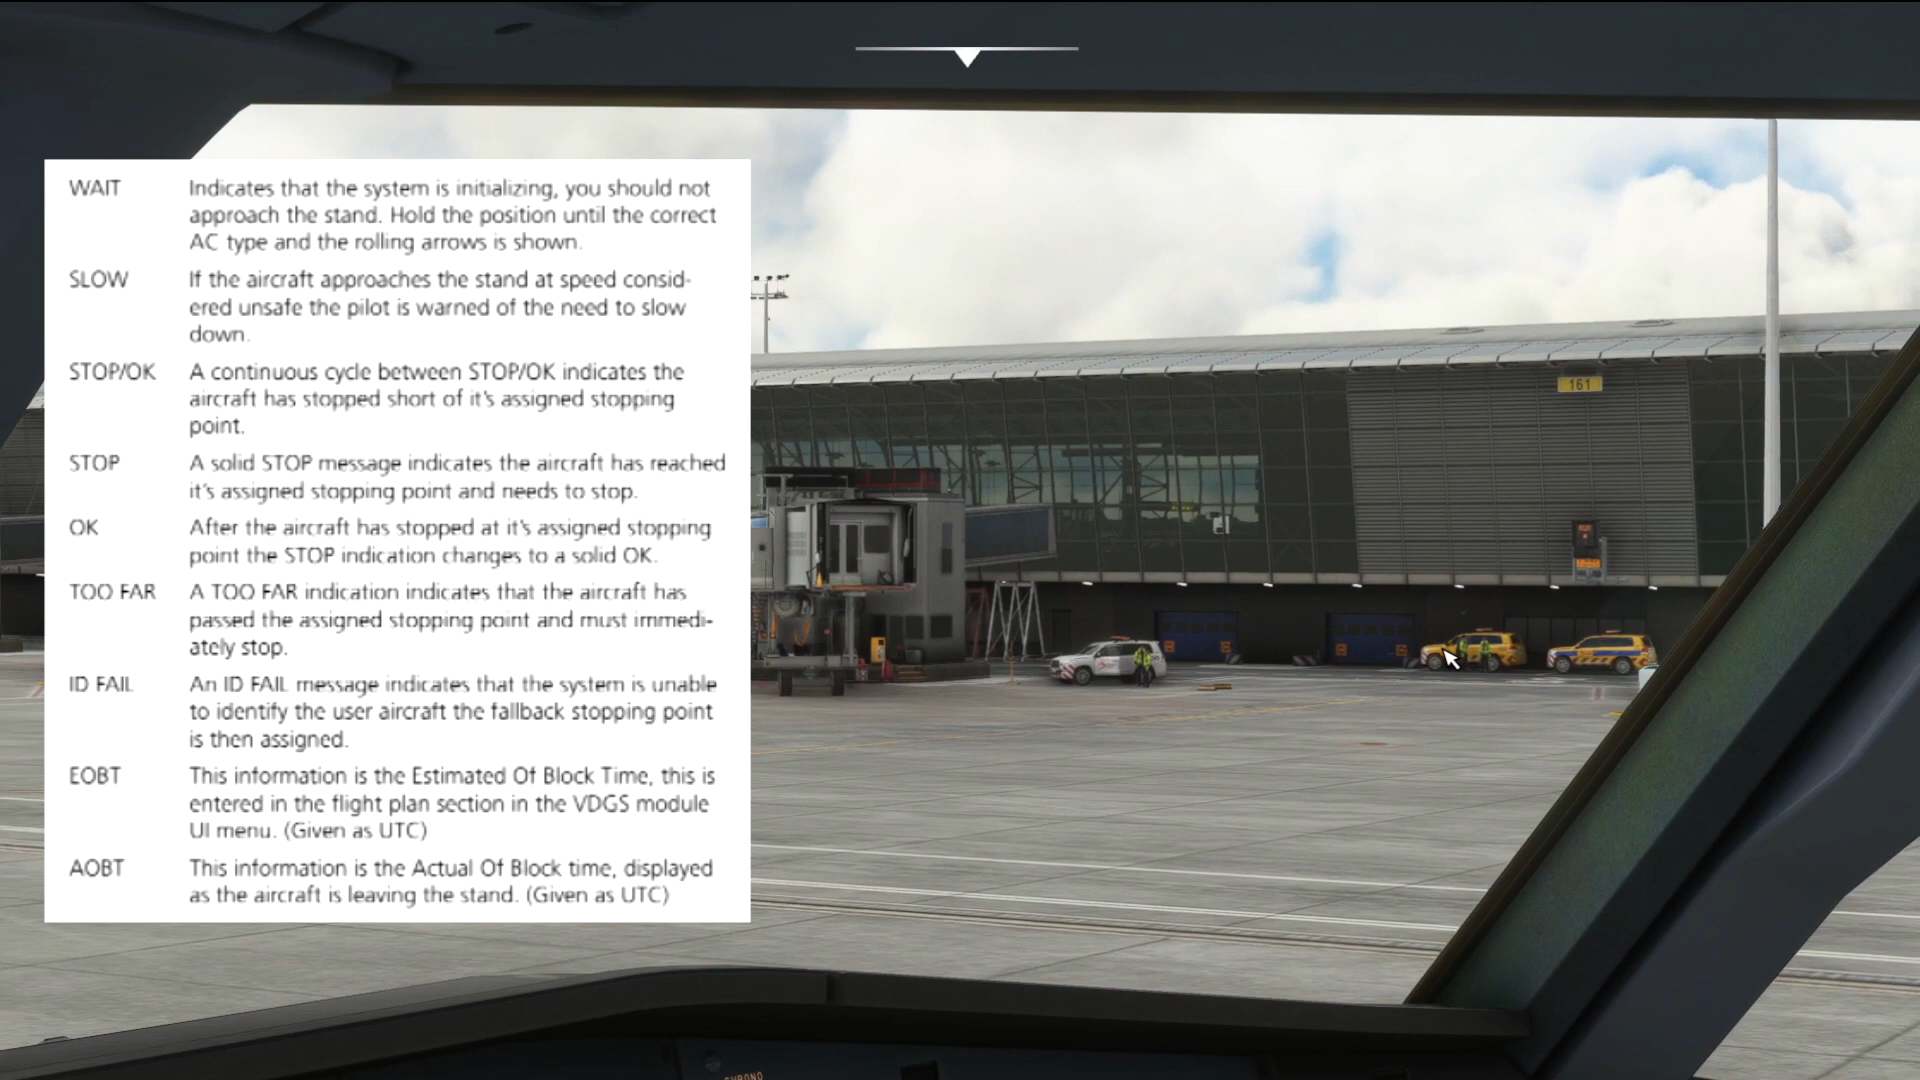 WAIT Indicates that the system is initializing, you should not
approach the stand. Hold the position until the correct
AC type and the rolling arrows is shown.
SLOW If the aircraft approaches the stand at speed consid-
ered unsafe the pilot is warned of the need to slow
down.
STOP/OK A continuous cycle between STOP/OK indicates the
aircraft has stopped short of it's assigned stopping
point.
STOP A solid STOP message indicates the aircraft has reached
it's assigned stopping point and needs to stop.
OK After the aircraft has stopped at it's assigned stopping
point the STOP indication changes to a solid OK.
TOO FAR A TOO FAR indication indicates that the aircraft has
passed the assigned stopping point and must immedi-
ately stop.
ID FAIL An ID FAIL message indicates that the system is unable
to identify the user aircraft the fallback stopping point
is then assigned.
EOBT This information is the Estimated Of Block Time, this is
entered in the flight plan section in the VDGS module
UI menu. (Given as UTC)
AOBT This information is the Actual Of Block time, displayed
as the aircraft is leaving the stand. (Given as UTC)
161